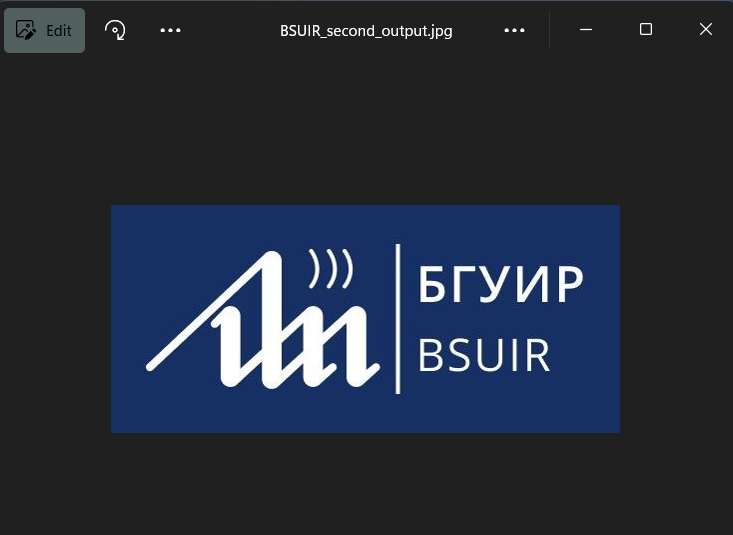 Edit
BSUIR_second_output.jpg
БГУИР
BSUIR